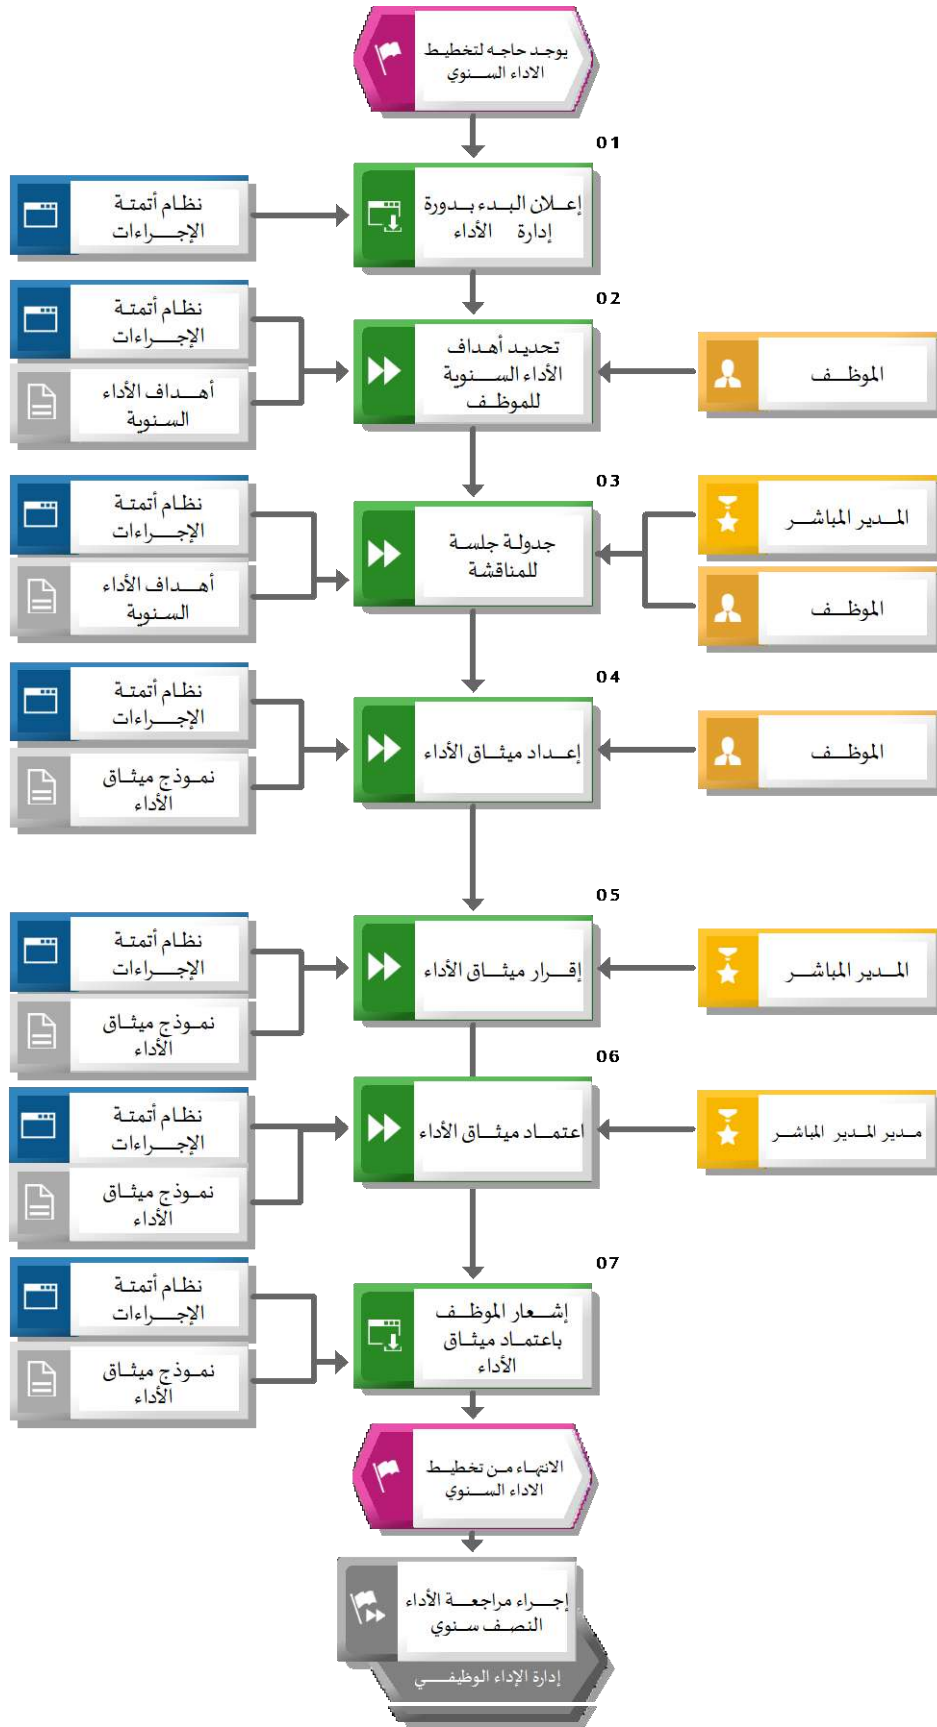 يوجد حاجه لتخطيط
الاداء السنوي
01
إعلان البدء بدورة
إدارة الأداء
نظام أتمتة
الإجراءات
02
تحديد أهداف
الأداء السنوية
للموظف
الموظف
نظام أتمتة
الإجراءات
أهداف الأداء
السنوية
03
جدولة جلسة
للمناقشة
المدير المباشر
الموظف
نظام أتمتة
الإجراءات
أهداف الأداء
السنوية
04
إعداد ميثاق الأداء
الموظف
نظام أتمتة
الإجراءات
نموذج ميثاق
الأداء
05
إقرار ميثاق الأداء
المدير المباشر
نظام أتمتة
الإجراءات
نموذج ميثاق
الأداء
06
اعتماد ميثاق الأداء
مدير المدير المباشر
نظام أتمتة
الإجراءات
نموذج ميثاق
الأداء
07
إشعار الموظف
باعتماد ميثاق
الأداء
نظام أتمتة
الإجراءات
نموذج ميثاق
الأداء
الانتهاء من تخطيط
الاداء السنوي
إجراء مراجعة الأداء
النصف سنوي
إدارة الإداء الوظيفي